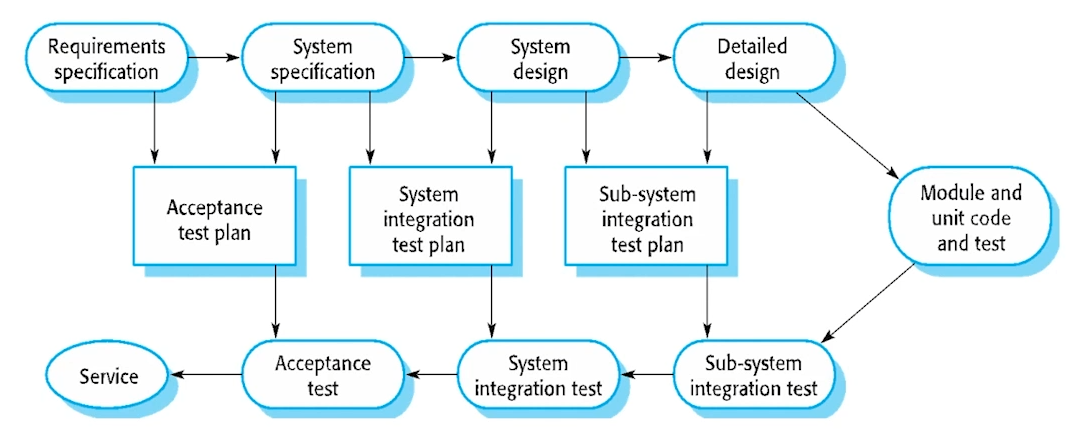 Requirements
specification
System
specification
System
design
Detailed
design
Acceptance
test plan
System
integration
test plan
Sub-system
integration
test plan
Module and
unit code
and test
Service
Acceptance
test
System
integration test
Sub-system
integration test